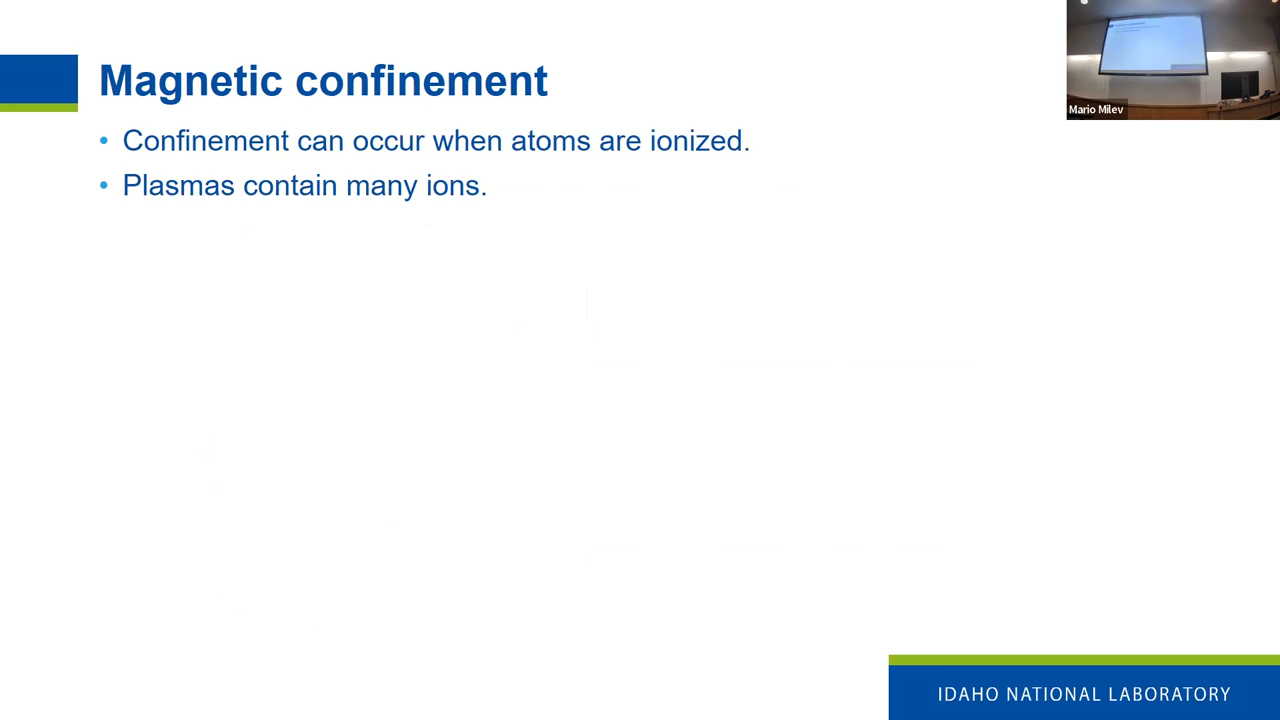 Magnetic confinement
• Confinement can occur when atoms are ionized.
• Plasmas contain many ions.
Mario Milev
IDAHO NATIONAL LABORATORY